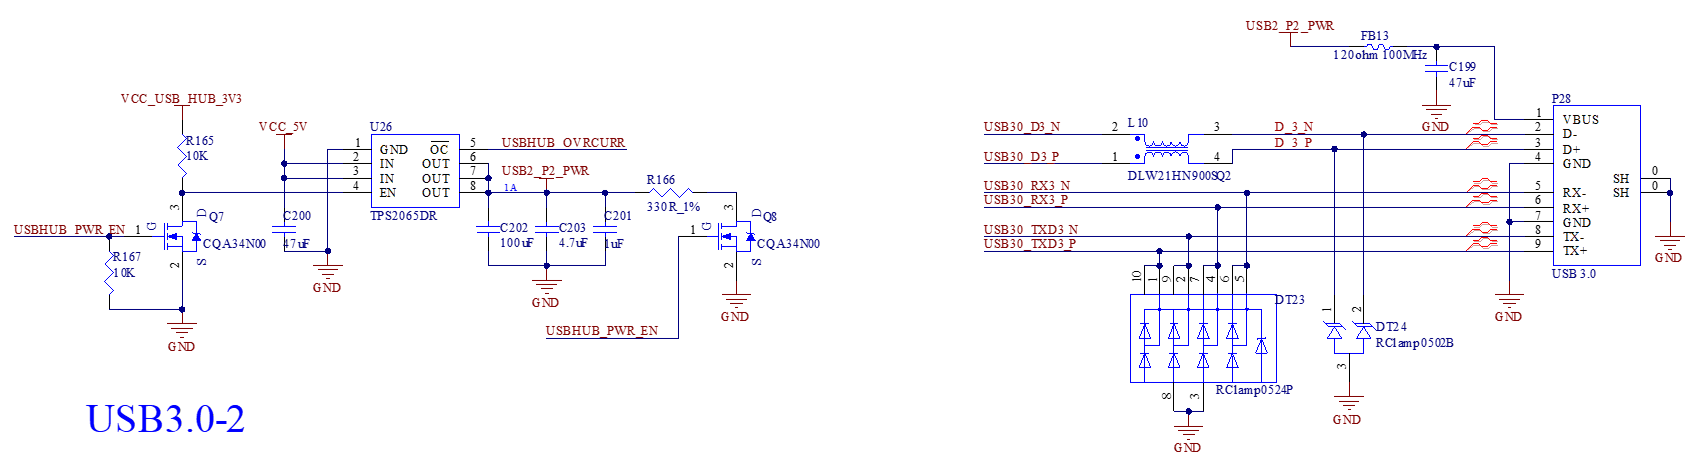 VCC_USB_HUB_3V3
R165
10K
USBHUB_PWR_EN
1
G
3
D
Q7
CQA34N00
2
S
R167
10K
GND
VCC_5V
C200
47uF
GND
U26
1
GND
2
IN
3
IN
4
EN
OC
5
OUT
6
OUT
7
OUT
8
TPS2065DR
USBHUB_OVRCURR
USB2_P2_PWR
1A
C202
100uF
C203
4.7uF
C201
1uF
GND
R166
330R_1%
1
G
3
D
Q8
CQA34N00
2
S
GND
USBHUB_PWR_EN
USB3.0-2
USB2_P2_PWR
FB13
120ohm 100MHz
C199
47uF
GND
USB30_D3_N
2
L10
3
D_3_N
USB30_D3_P
1
4
D_3_P
DLW21HN900SQ2
USB30_RX3_N
USB30_RX3_P
USB30_TXD3_N
USB30_TXD3_P
P28
1
VBUS
2
D-
3
D+
4
GND
5
RX-
6
RX+
7
GND
8
TX-
9
TX+
SH
0
SH
0
USB 3.0
GND
GND
10
1
9
2
7
4
6
5
DT23
RClamp0524P
8
3
GND
1
2
DT24
RClamp0502B
3
GND